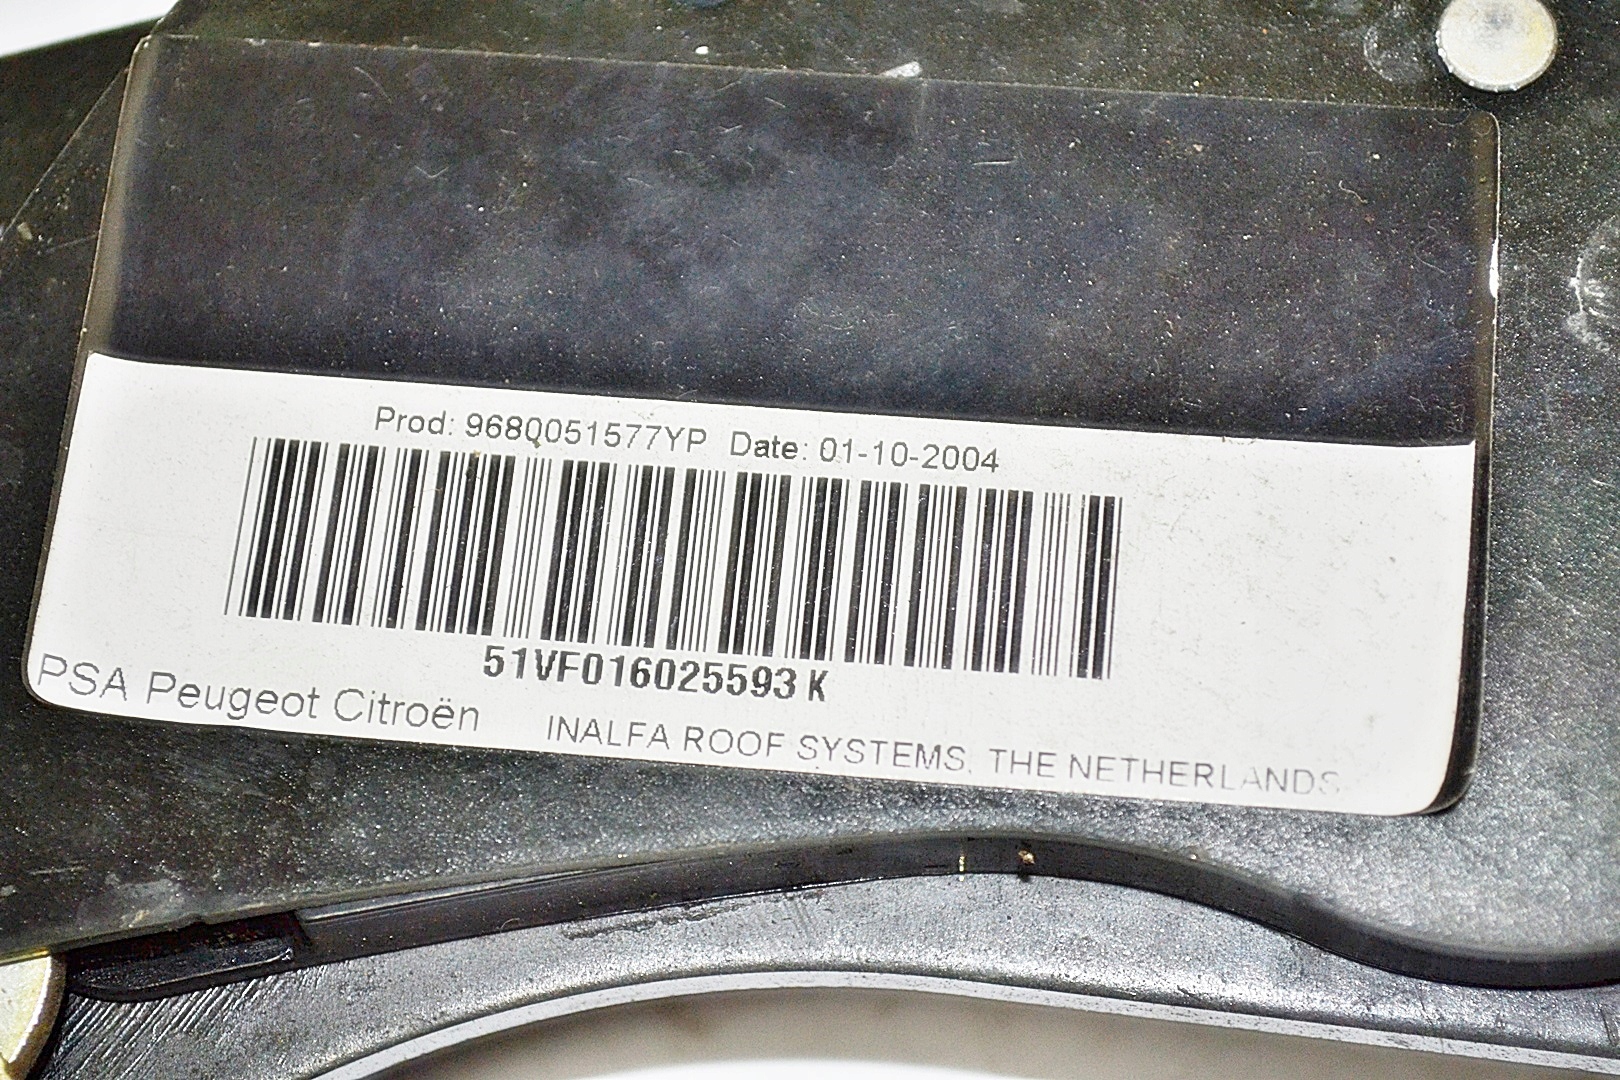 Prod: 9680051577YP Date: 01-10-2004
51VF016025593 K
PSA Peugeot Citroën INALFA ROOF SYSTEMS, THE NETHERLANDS